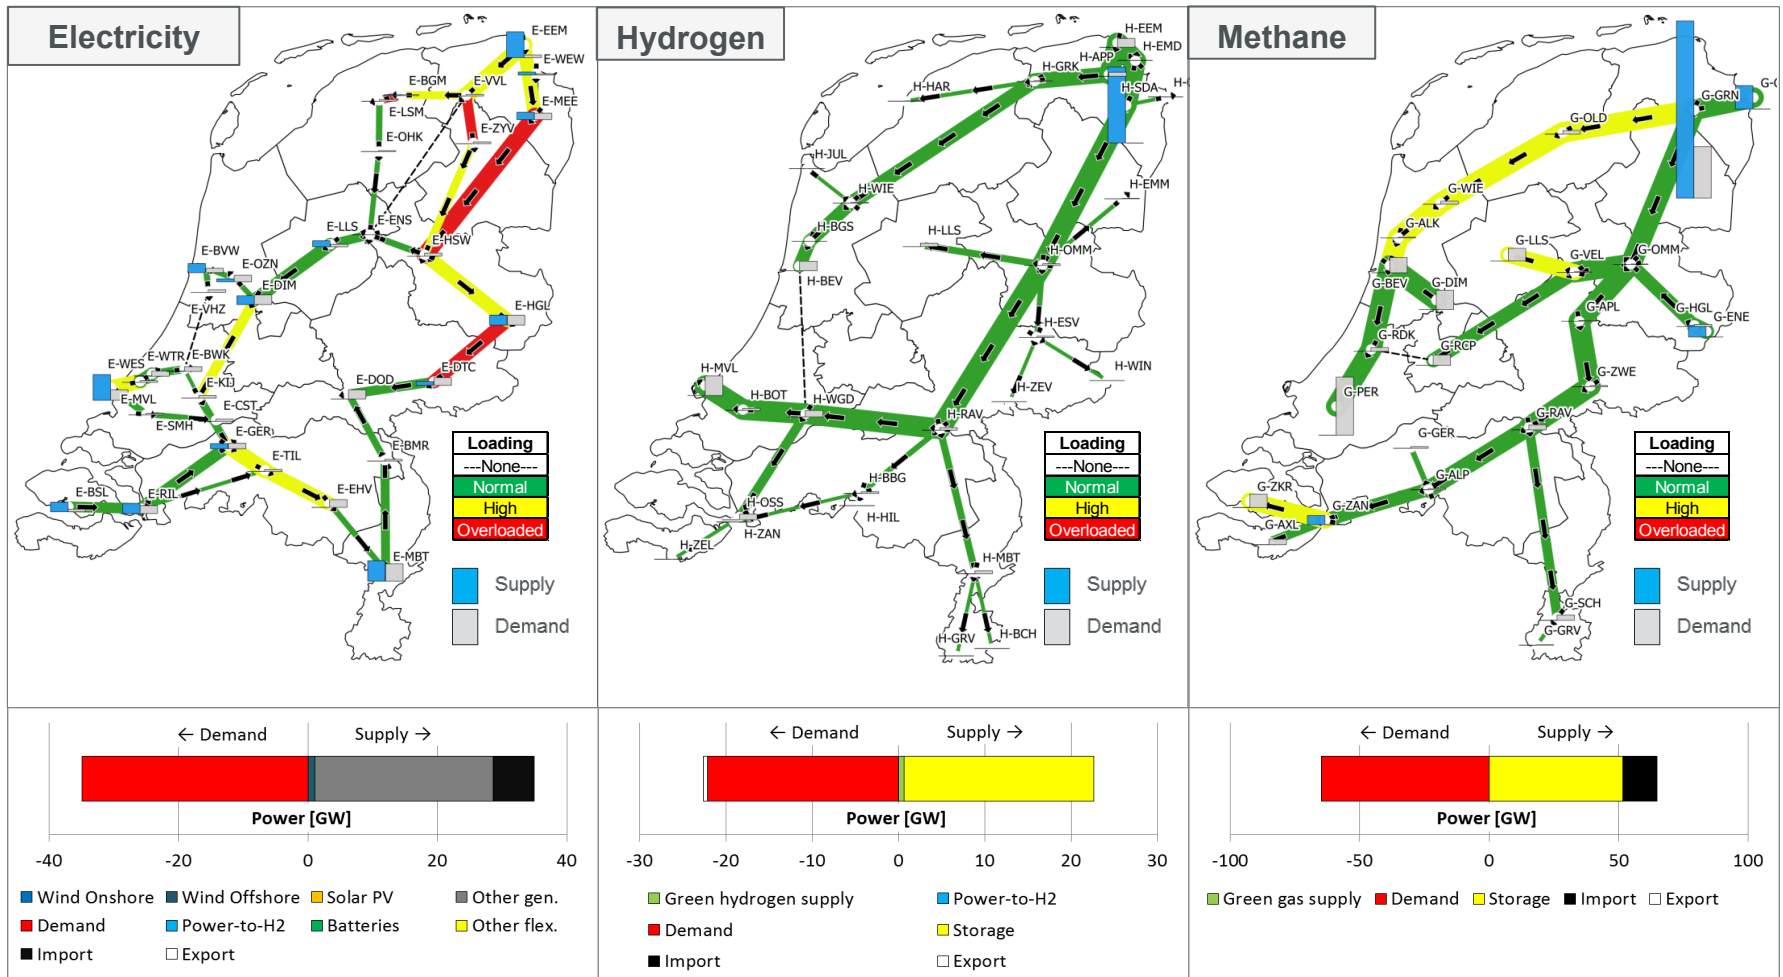 Electricity
E-EEM
E-WEW
E-BGM
E-VVL
E-MEE
E-LSM
E-ZYV
E-OHK
E-ENS
E-LLS
E-HSW
E-BVW
E-OZN
E-DIM
E-VHZ
E-HGL
E-WTR
E-BWK
E-WES
E-DTC
E-KIJ
E-DOD
E-MVL
E-CST
E-SMH
E-GER
E-BMR
E-TIL
E-BSL
E-RIL
E-EHV
E-MBT
Loading
---None---
Normal
High
Overloaded
Supply
Demand
Hydrogen
H-EEM
H-EMD
H-APP
H-GRK
H-HAR
H-SDA
H-JUL
H-WIE
H-EMM
H-BGS
H-LLS
H-OMM
H-BEV
H-ESV
H-WIN
H-ZEV
H-MVL
H-BOT
H-WGD
H-RAV
H-BBG
H-OSS
H-HIL
H-ZAN
H-ZEL
H-MBT
H-GRV
H-BCH
Loading
---None---
Normal
High
Overloaded
Supply
Demand
Methane
G-GRN
G-OLD
G-WIE
G-ALK
G-LLS
G-VEL
G-OMM
G-BEV
G-DIM
G-HGL
G-ENE
G-APL
G-RDK
G-RCP
G-ZWE
G-PER
G-RAV
G-GER
G-ALP
G-ZKR
G-ZAN
G-AXL
G-SCH
G-GRV
Loading
---None---
Normal
High
Overloaded
Supply
Demand
← Demand Supply →
Power [GW]
-40 -20 0 20 40
Wind Onshore Wind Offshore Solar PV Other gen.
Demand Power-to-H2 Batteries Other flex.
Import Export
← Demand Supply →
Power [GW]
-30 -20 -10 0 10 20 30
Green hydrogen supply Power-to-H2
Demand Storage
Import Export
← Demand Supply →
Power [GW]
-100 -50 0 50 100
Green gas supply Demand Storage Import Export